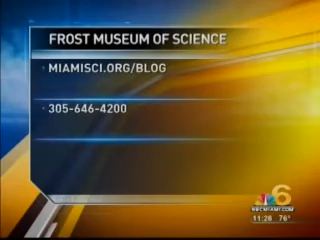 FROST MUSEUM OF SCIENCE
MIAMISCI.ORG/BLOG
305-646-4200
6
NBCMIAMI.COM
11:28 76°